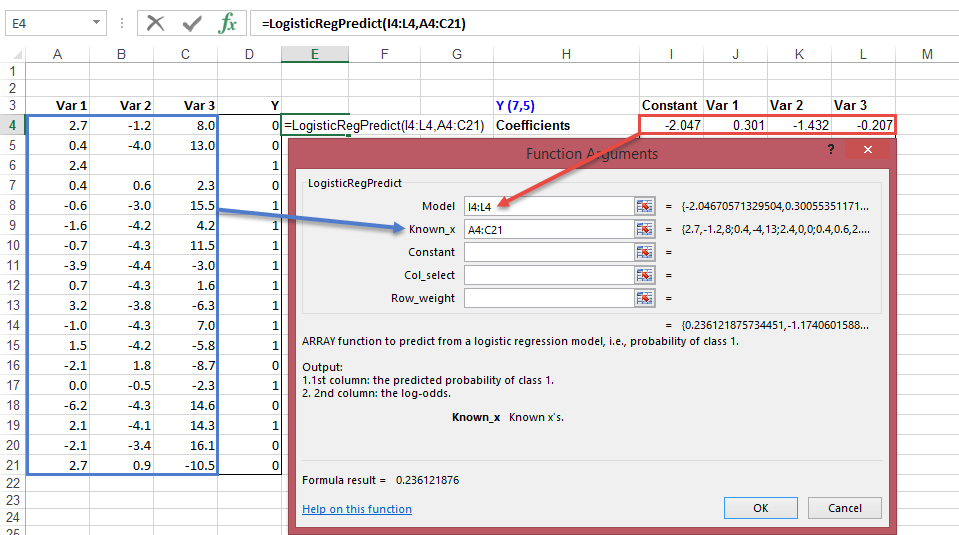 E4 fx =LogisticRegPredict(I4:L4,A4:C21)
A B C D E F G H I J K L M
1
2
3 Var 1 Var 2 Var 3 Y Y (7,5) Constant Var 1 Var 2 Var 3
4 2.7 -1.2 8.0 0 =LogisticRegPredict(I4:L4,A4:C21) Coefficients -2.047 0.301 -1.432 -0.207
5 0.4 -4.0 13.0 0
6 2.4 1
7 0.4 0.6 2.3 0
8 -0.6 -3.0 15.5 1
9 -1.6 -4.2 4.2 1
10 -0.7 -4.3 11.5 1
11 -3.9 -4.4 -3.0 1
12 0.7 -4.3 1.6 1
13 3.2 -3.8 -6.3 1
14 -1.0 -4.3 7.0 1
15 1.5 -4.2 -5.8 1
16 -2.1 1.8 -8.7 0
17 0.0 -0.5 -2.3 1
18 -6.2 -4.3 14.6 0
19 2.1 -4.1 14.3 1
20 -2.1 -3.4 16.1 0
21 2.7 0.9 -10.5 0
22
23
24
25
Function Arguments ? ×
LogisticRegPredict
Model I4:L4 = {-2.04670571329504,0.30055351171...
Known_x A4:C21 = {2.7,-1.2,8;0.4,-4,13;2.4,0,0;0.4,0.6,2....
Constant =
Col_select =
Row_weight =
= {0.236121875734451,-1.1740601588...
ARRAY function to predict from a logistic regression model, i.e., probability of class 1.
Output:
1.1st column: the predicted probability of class 1.
2. 2nd column: the log-odds.
Known_x Known x's.
Formula result = 0.236121876
Help on this function
OK Cancel